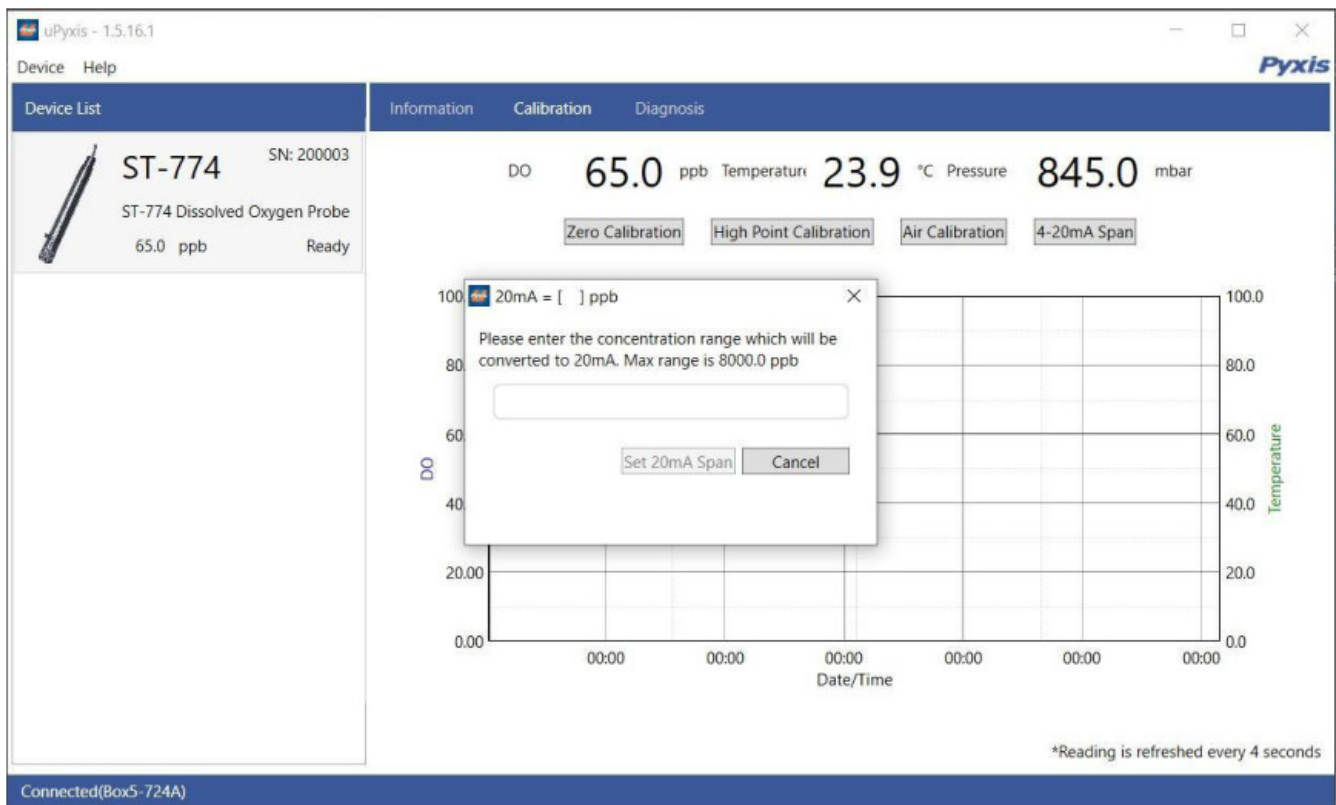 uPyxis - 1.5.16.1
Device Help
Pyxis
Device List
Information Calibration Diagnosis
ST-774
SN: 200003
ST-774 Dissolved Oxygen Probe
65.0 ppb Ready
DO 65.0 ppb Temperature 23.9 °C Pressure 845.0 mbar
Zero Calibration High Point Calibration Air Calibration 4-20mA Span
20mA = [ ] ppb
Please enter the concentration range which will be
converted to 20mA. Max range is 8000.0 ppb
Set 20mA Span Cancel
100.
80.
60.
40.
20.00
0.00
DO
100.0
80.0
60.0
40.0
20.0
0.0
Temperature
00:00 00:00 00:00 00:00 00:00 00:00
Date/Time
*Reading is refreshed every 4 seconds
Connected(Box5-724A)